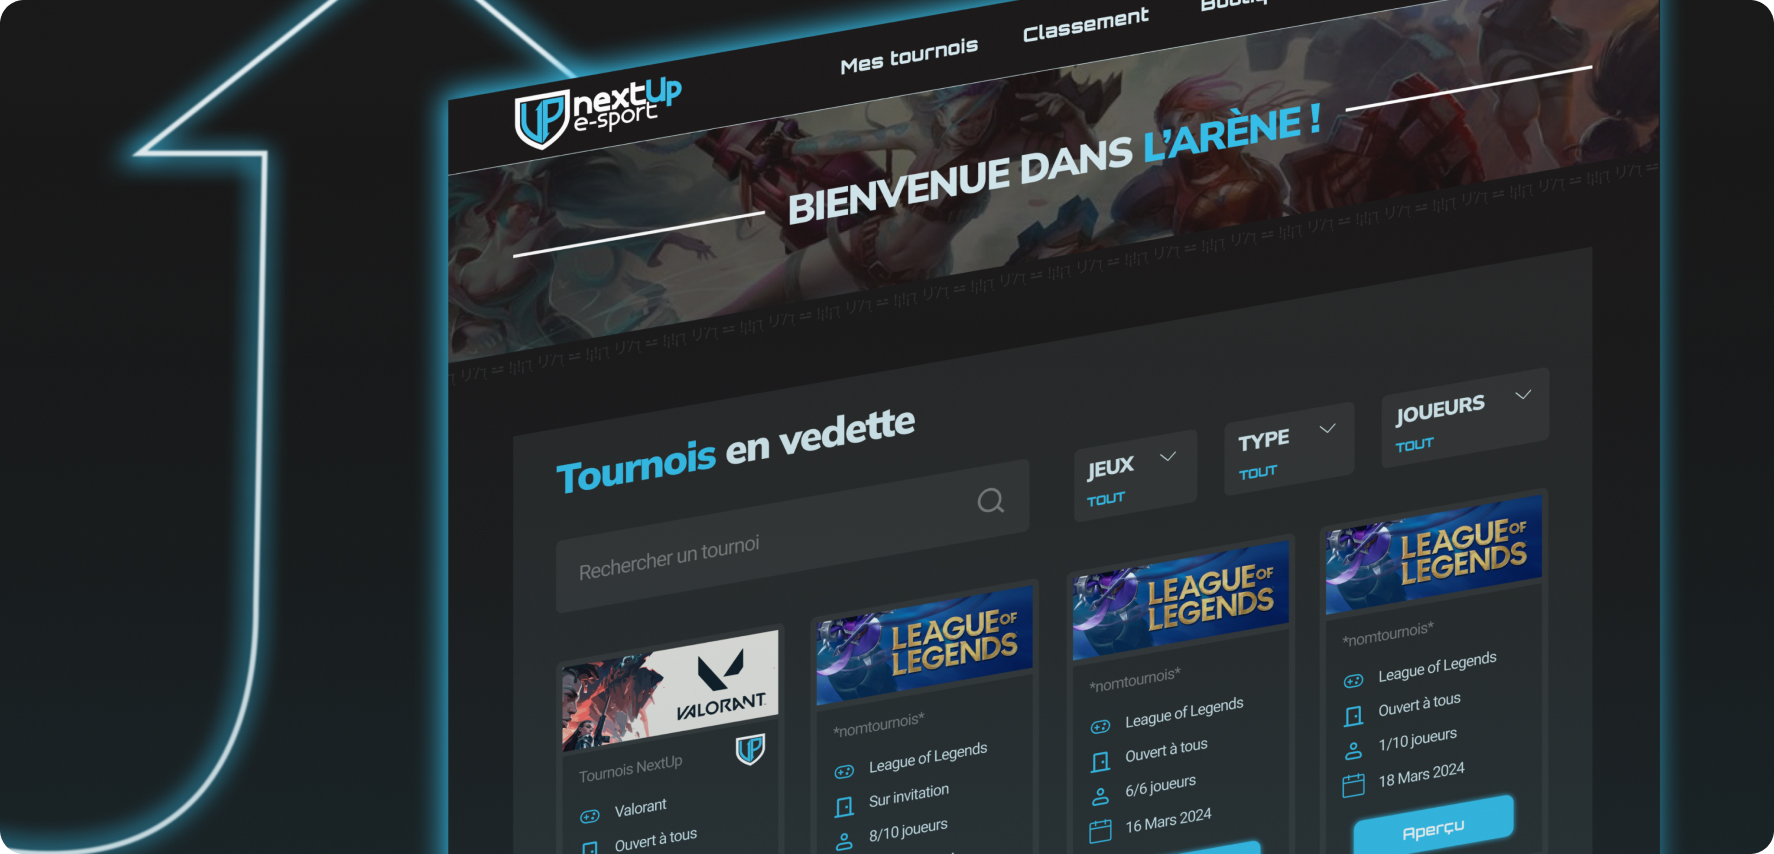 Mes tournois
Classement
UP nextUp
e-sport
BIENVENUE DANS L'ARÈNE !
Tournois en vedette
Rechercher un tournoi
JEUX
TOUT
TYPE
TOUT
JOUEURS
TOUT
VALORANT
Tournois NextUp
UP
Valorant
Ouvert à tous
LEAGUE OF
LEGENDS
*nomtournois*
League of Legends
Sur invitation
8/10 joueurs
LEAGUE OF
LEGENDS
*nomtournois*
League of Legends
Ouvert à tous
6/6 joueurs
16 Mars 2024
LEAGUE OF
LEGENDS
*nomtournois*
League of Legends
Ouvert à tous
1/10 joueurs
18 Mars 2024
Aperçu